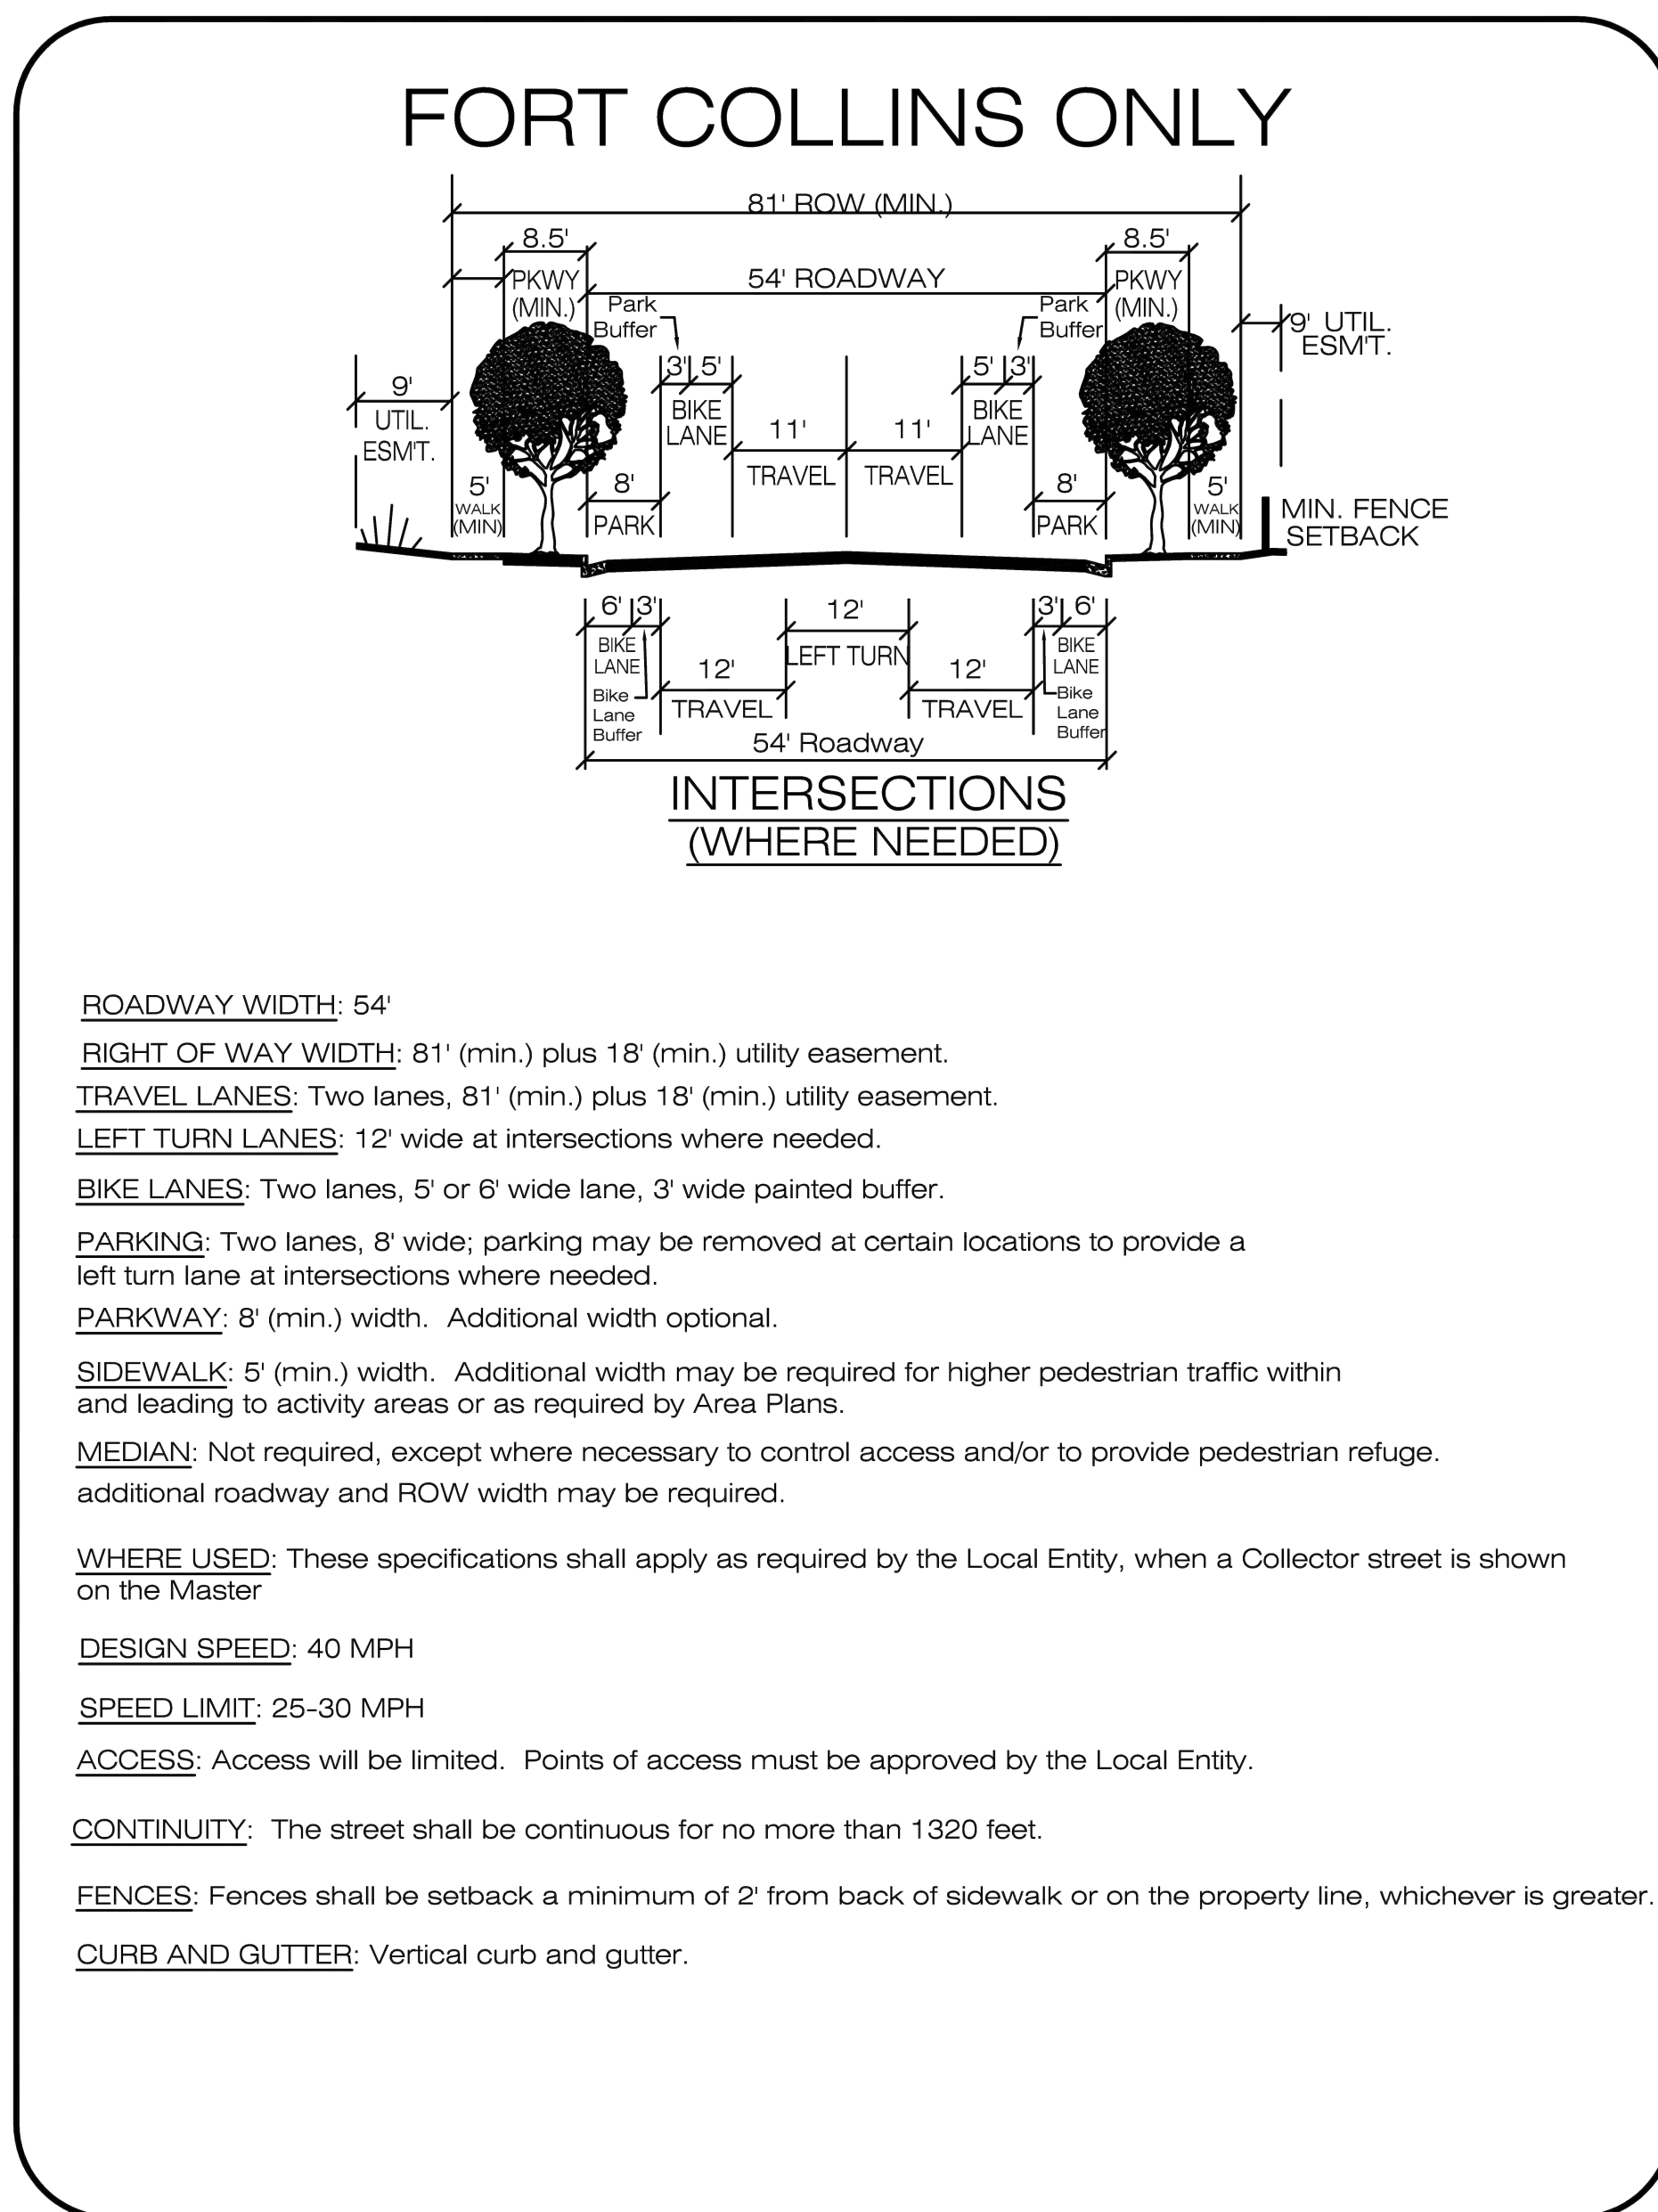 FORT COLLINS ONLY
81' ROW (MIN.)
8.5'
8.5'
PKWY
(MIN.)
54' ROADWAY
PKWY
(MIN.)
Park
Buffer
Park
Buffer
9' UTIL.
ESM'T.
3' 5'
5' 3'
9'
UTIL.
ESM'T.
BIKE
LANE
BIKE
LANE
11'
11'
TRAVEL
TRAVEL
5'
WALK
(MIN)
8'
PARK
8'
PARK
5'
WALK
(MIN)
MIN. FENCE
SETBACK
6' 3'
12'
3' 6'
BIKE
LANE
LEFT TURN
BIKE
LANE
12'
12'
Bike
Lane
Buffer
TRAVEL
TRAVEL
Bike
Lane
Buffer
54' Roadway
INTERSECTIONS
(WHERE NEEDED)
ROADWAY WIDTH: 54'
RIGHT OF WAY WIDTH: 81' (min.) plus 18' (min.) utility easement.
TRAVEL LANES: Two lanes, 81' (min.) plus 18' (min.) utility easement.
LEFT TURN LANES: 12' wide at intersections where needed.
BIKE LANES: Two lanes, 5' or 6' wide lane, 3' wide painted buffer.
PARKING: Two lanes, 8' wide; parking may be removed at certain locations to provide a
left turn lane at intersections where needed.
PARKWAY: 8' (min.) width. Additional width optional.
SIDEWALK: 5' (min.) width. Additional width may be required for higher pedestrian traffic within
and leading to activity areas or as required by Area Plans.
MEDIAN: Not required, except where necessary to control access and/or to provide pedestrian refuge.
additional roadway and ROW width may be required.
WHERE USED: These specifications shall apply as required by the Local Entity, when a Collector street is shown
on the Master
DESIGN SPEED: 40 MPH
SPEED LIMIT: 25-30 MPH
ACCESS: Access will be limited. Points of access must be approved by the Local Entity.
CONTINUITY: The street shall be continuous for no more than 1320 feet.
FENCES: Fences shall be setback a minimum of 2' from back of sidewalk or on the property line, whichever is greater.
CURB AND GUTTER: Vertical curb and gutter.